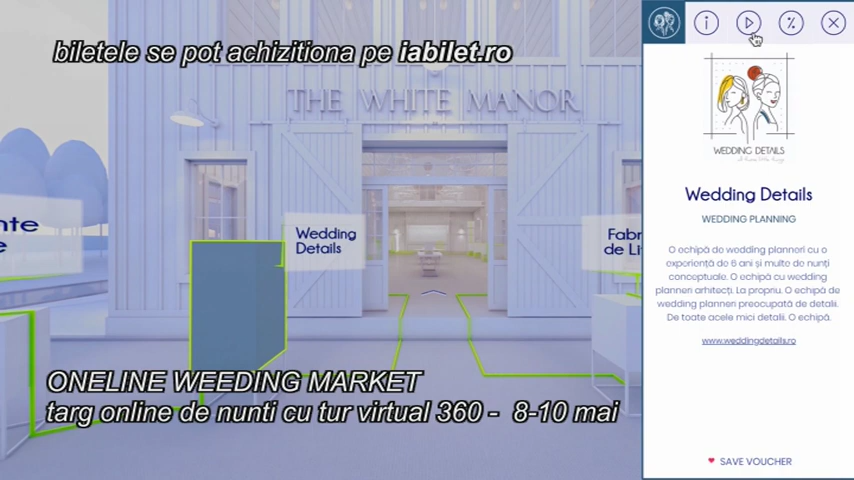 biletele se pot achizitiona pe iabilet.ro
THE WHITE MANOR
nte
e
Wedding
Details
Fabr
de Li
ONELINE WEEDING MARKET
targ online de nunti cu tur virtual 360 - 8-10 mai
WEDDING DETAILS
Wedding Details
WEDDING PLANNING
O echipă de wedding planneri cu o
experiență de 6 ani și multe de nunți
conceptuale. O echipă cu wedding
planneri arhitecți. La propriu. O echipă de
wedding planneri preocupată de detalii.
De toate acele mici detalii. O echipă.
www.weddingdetails.ro
SAVE VOUCHER